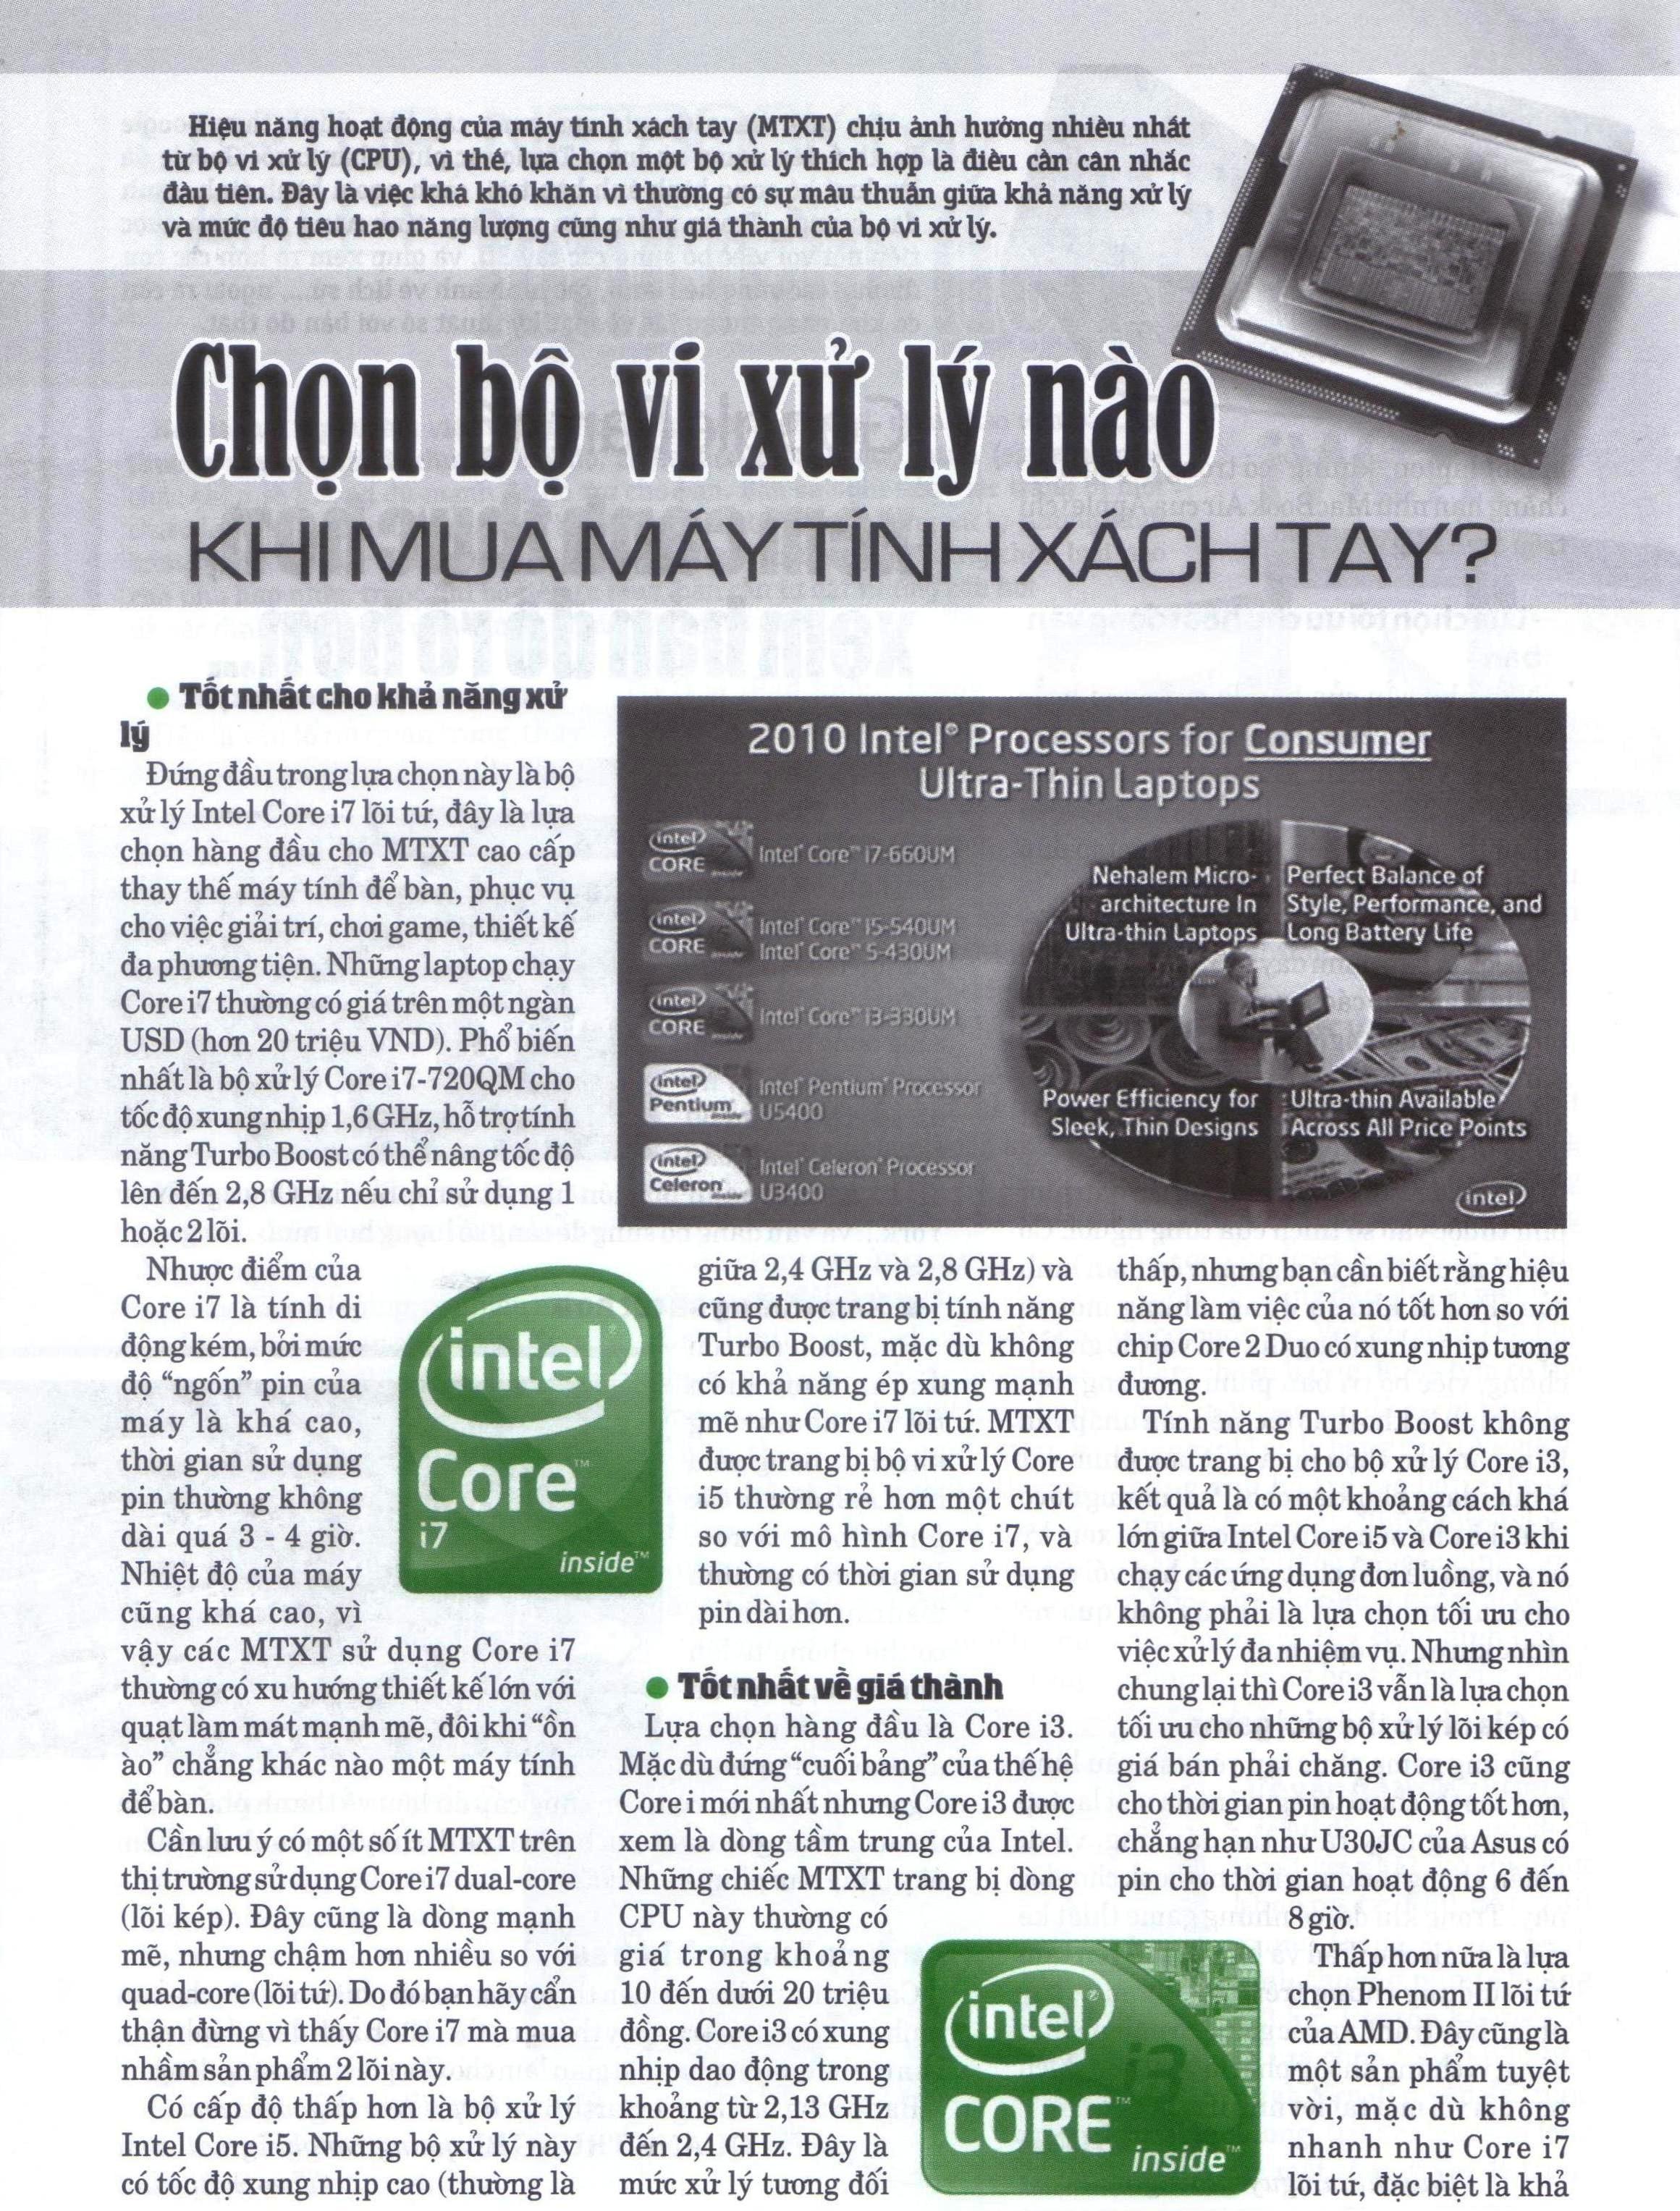 Hiệu năng hoạt động của máy tính xách tay (MTXT) chịu ảnh hưởng nhiều nhất
từ bộ vi xử lý (CPU), vì thế, lựa chọn một bộ xử lý thích hợp là điều cần cân nhắc
đầu tiên. Đây là việc khá khó khăn vì thường có sự mâu thuẫn giữa khả năng xử lý
và mức độ tiêu hao năng lượng cũng như giá thành của bộ vi xử lý.
Chọn bộ vi xử lý nào
KHI MUA MÁY TÍNH XÁCH TAY?
● Tốt nhất cho khả năng xử
lý
Đứng đầu trong lựa chọn này là bộ
xử lý Intel Core i7 lõi tứ, đây là lựa
chọn hàng đầu cho MTXT cao cấp
thay thế máy tính để bàn, phục vụ
cho việc giải trí, chơi game, thiết kế
đa phương tiện. Những laptop chạy
Core i7 thường có giá trên một ngàn
USD (hơn 20 triệu VND). Phổ biến
nhất là bộ xử lý Core i7-720QM cho
tốc độ xung nhịp 1,6 GHz, hỗ trợ tính
năng Turbo Boost có thể nâng tốc độ
lên đến 2,8 GHz nếu chỉ sử dụng 1
hoặc 2 lõi.
Nhược điểm của
Core i7 là tính di
động kém, bởi mức
độ “ngốn” pin của
máy là khá cao,
thời gian sử dụng
pin thường không
dài quá 3 - 4 giờ.
Nhiệt độ của máy
cũng khá cao, vì
vậy các MTXT sử dụng Core i7
thường có xu hướng thiết kế lớn với
quạt làm mát mạnh mẽ, đôi khi “ồn
ào” chẳng khác nào một máy tính
để bàn.
Cần lưu ý có một số ít MTXT trên
thị trường sử dụng Core i7 dual-core
(lõi kép). Đây cũng là dòng mạnh
mẽ, nhưng chậm hơn nhiều so với
quad-core (lõi tứ). Do đó bạn hãy cẩn
thận đừng vì thấy Core i7 mà mua
nhầm sản phẩm 2 lõi này.
Có cấp độ thấp hơn là bộ xử lý
Intel Core i5. Những bộ xử lý này
có tốc độ xung nhịp cao (thường là
2010 Intel® Processors for Consumer
Ultra-Thin Laptops
intel CORE inside
Intel® Core™ i7-660UM
intel CORE inside
Intel® Core™ i5-540UM
Intel® Core™ 5-430UM
intel CORE inside
Intel® Core™ i3-330UM
intel Pentium® inside
Intel® Pentium® Processor
U5400
intel Celeron® inside
Intel® Celeron® Processor
U3400
Nehalem Micro-
architecture In
Ultra-thin Laptops
Perfect Balance of
Style, Performance, and
Long Battery Life
Power Efficiency for
Sleek, Thin Designs
Ultra-thin Available
Across All Price Points
intel
intel®
Core™
i7
inside™
giữa 2,4 GHz và 2,8 GHz) và
cũng được trang bị tính năng
Turbo Boost, mặc dù không
có khả năng ép xung mạnh
mẽ như Core i7 lõi tứ. MTXT
được trang bị bộ vi xử lý Core
i5 thường rẻ hơn một chút
so với mô hình Core i7, và
thường có thời gian sử dụng
pin dài hơn.
● Tốt nhất về giá thành
Lựa chọn hàng đầu là Core i3.
Mặc dù đứng “cuối bảng” của thế hệ
Core i mới nhất nhưng Core i3 được
xem là dòng tầm trung của Intel.
Những chiếc MTXT trang bị dòng
CPU này thường có
giá trong khoảng
10 đến dưới 20 triệu
đồng. Core i3 có xung
nhịp dao động trong
khoảng từ 2,13 GHz
đến 2,4 GHz. Đây là
mức xử lý tương đối
intel®
i3
CORE™
inside™
thấp, nhưng bạn cần biết rằng hiệu
năng làm việc của nó tốt hơn so với
chip Core 2 Duo có xung nhịp tương
đương.
Tính năng Turbo Boost không
được trang bị cho bộ xử lý Core i3,
kết quả là có một khoảng cách khá
lớn giữa Intel Core i5 và Core i3 khi
chạy các ứng dụng đơn luồng, và nó
không phải là lựa chọn tối ưu cho
việc xử lý đa nhiệm vụ. Nhưng nhìn
chung lại thì Core i3 vẫn là lựa chọn
tối ưu cho những bộ xử lý lõi kép có
giá bán phải chăng. Core i3 cũng
cho thời gian pin hoạt động tốt hơn,
chẳng hạn như U30JC của Asus có
pin cho thời gian hoạt động 6 đến
8 giờ.
Thấp hơn nữa là lựa
chọn Phenom II lõi tứ
của AMD. Đây cũng là
một sản phẩm tuyệt
vời, mặc dù không
nhanh như Core i7
lõi tứ, đặc biệt là khả